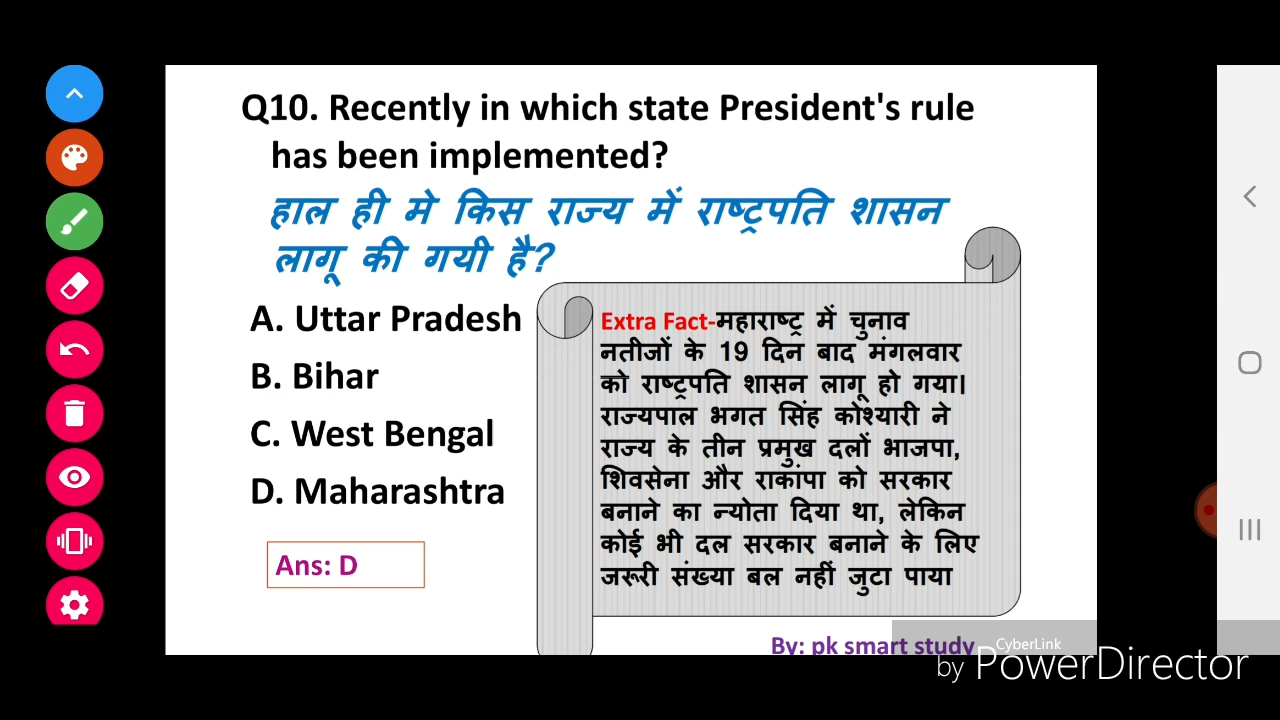 Q10. Recently in which state President's rule
has been implemented?
हाल ही मे किस राज्य में राष्ट्रपति शासन
लागू की गयी है?
A. Uttar Pradesh
B. Bihar
C. West Bengal
D. Maharashtra
Ans: D
Extra Fact-महाराष्ट्र में चुनाव
नतीजों के 19 दिन बाद मंगलवार
को राष्ट्रपति शासन लागू हो गया।
राज्यपाल भगत सिंह कोश्यारी ने
राज्य के तीन प्रमुख दलों भाजपा,
शिवसेना और राकांपा को सरकार
बनाने का न्योता दिया था, लेकिन
कोई भी दल सरकार बनाने के लिए
जरूरी संख्या बल नहीं जुटा पाया
By: pk smart study
CyberLink
by PowerDirector